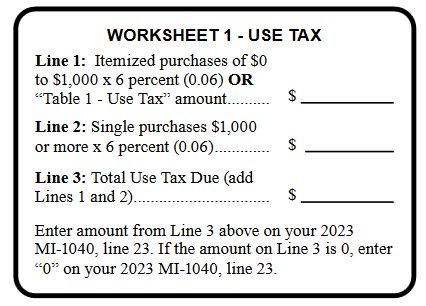 WORKSHEET 1 - USE TAX
Line 1: Itemized purchases of $0
to $1,000 x 6 percent (0.06) OR
“Table 1 - Use Tax” amount.......... $
Line 2: Single purchases $1,000
or more x 6 percent (0.06)............. $
Line 3: Total Use Tax Due (add
Lines 1 and 2)................................ $
Enter amount from Line 3 above on your 2023
MI-1040, line 23. If the amount on Line 3 is 0, enter
“0” on your 2023 MI-1040, line 23.